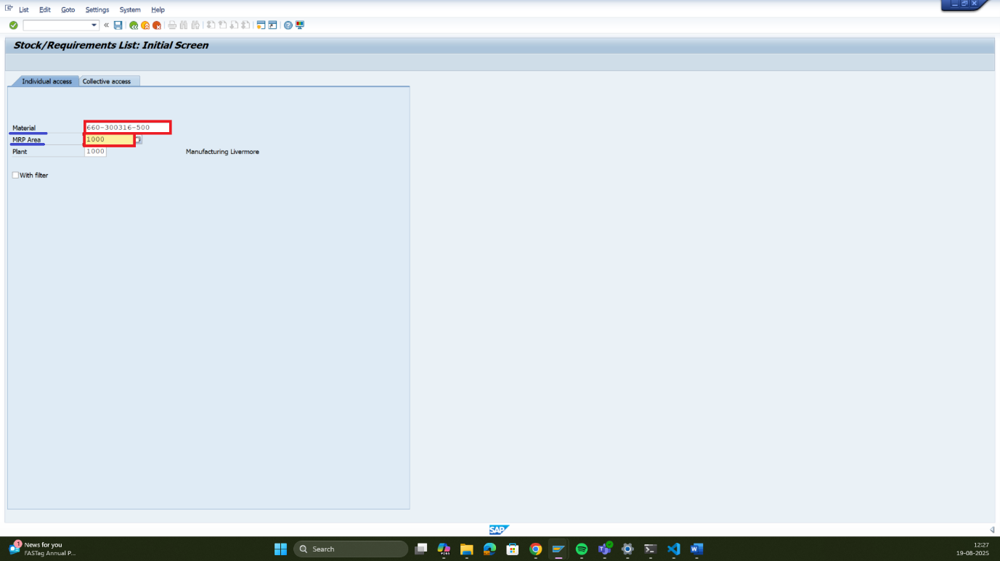 List Edit Goto Settings System Help
Stock/Requirements List: Initial Screen
Individual access Collective access
Material 660-300316-500
MRP Area 1000
Plant 1000 Manufacturing Livermore
With filter
SAP
1 News for you
FASTag Annual P...
Search
12:27
19-08-2025